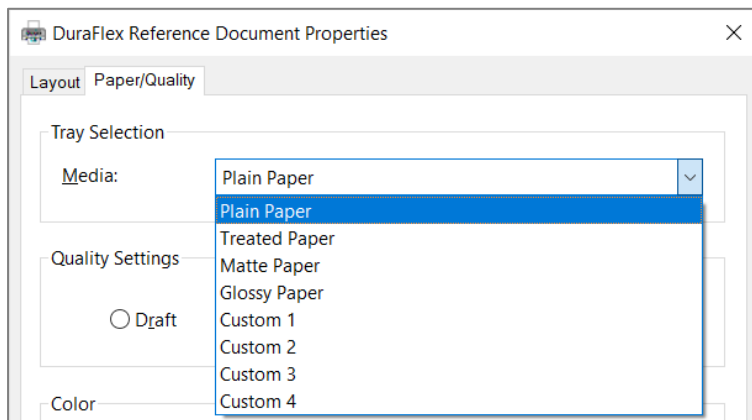 DuraFlex Reference Document Properties
Layout Paper/Quality
Tray Selection
Media: Plain Paper
Plain Paper
Treated Paper
Matte Paper
Quality Settings
Glossy Paper
Draft
Custom 1
Custom 2
Custom 3
Color
Custom 4